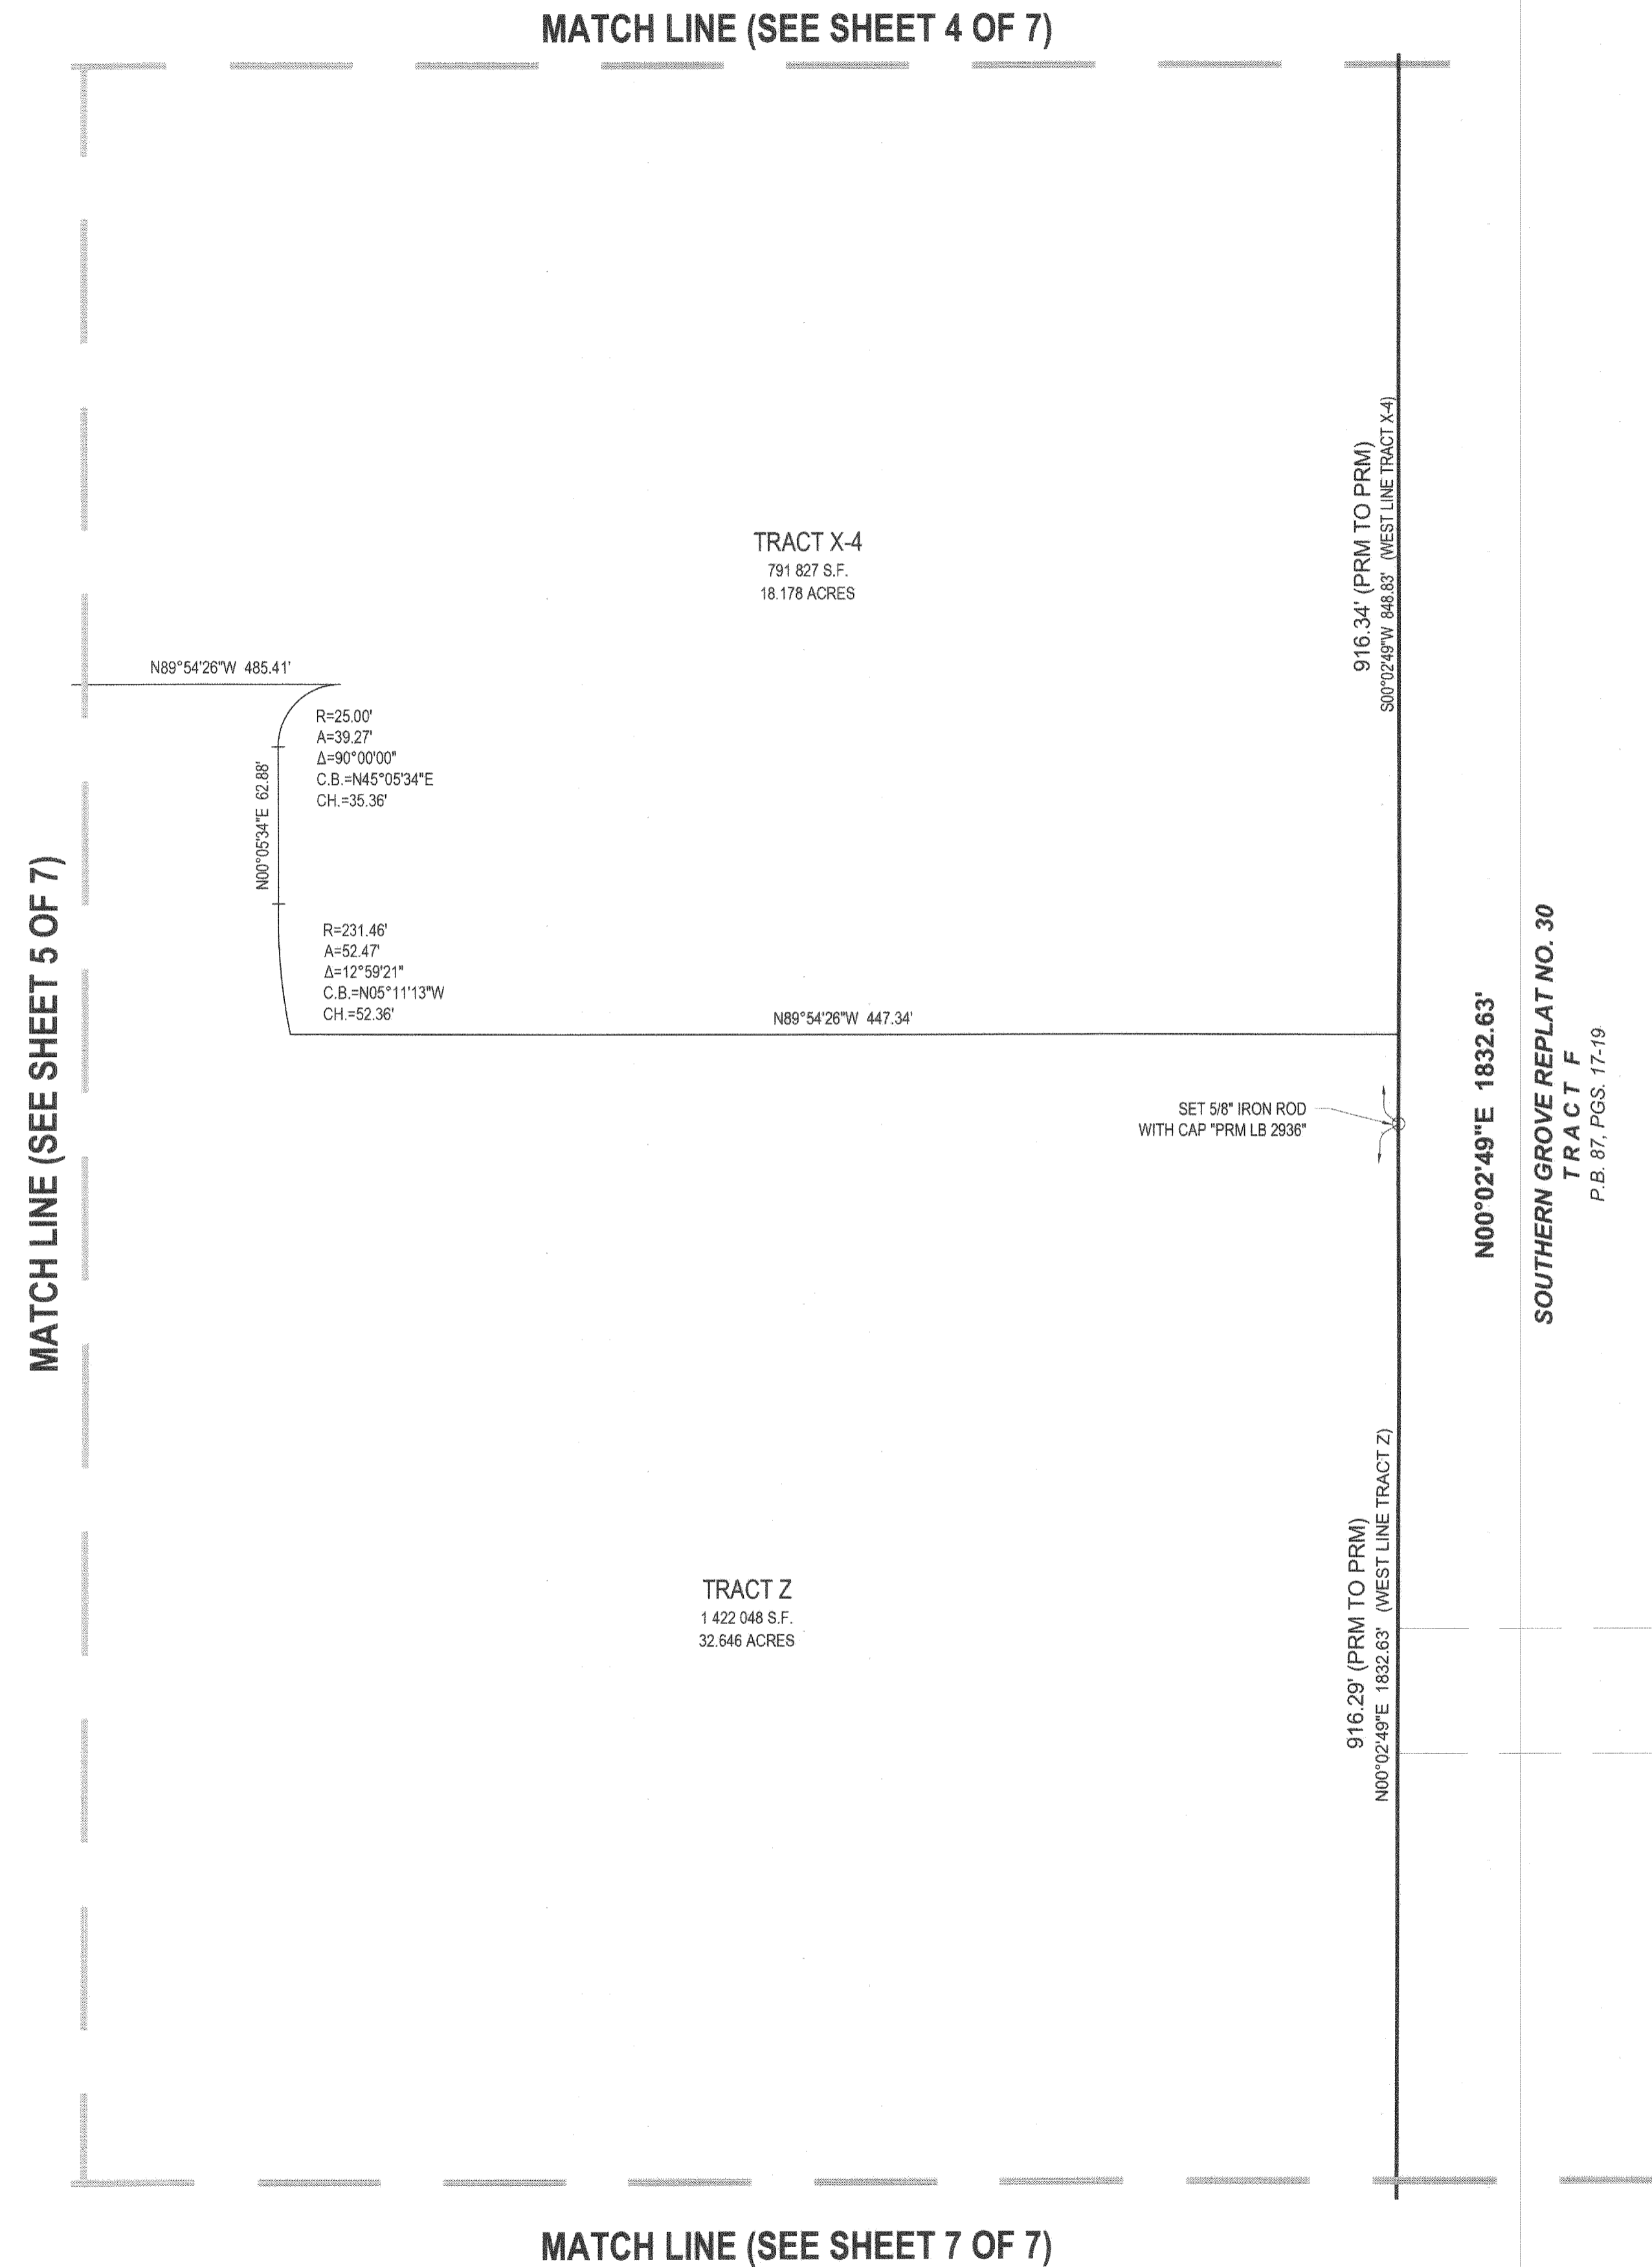 MATCH LINE (SEE SHEET 4 OF 7)
916.34' (PRM TO PRM)
S00°02'49"W 848.83' (WEST LINE TRACT X-4)
TRACT X-4
791 827 S.F.
18.178 ACRES
N89°54'26"W 485.41'
R=25.00'
A=39.27'
Δ=90°00'00"
C.B.=N45°05'34"E
CH.=35.36'
N00°05'34"E 62.88'
MATCH LINE (SEE SHEET 5 OF 7)
R=231.46'
A=52.47'
Δ=12°59'21"
C.B.=N05°11'13"W
CH.=52.36'
N89°54'26"W 447.34'
SET 5/8" IRON ROD
WITH CAP "PRM LB 2936"
N00°02'49"E 1832.63'
SOUTHERN GROVE REPLAT NO. 30
TRACT F
P.B. 87, PGS. 17-19
916.29' (PRM TO PRM)
N00°02'49"E 1832.63' (WEST LINE TRACT Z)
TRACT Z
1 422 048 S.F.
32.646 ACRES
MATCH LINE (SEE SHEET 7 OF 7)